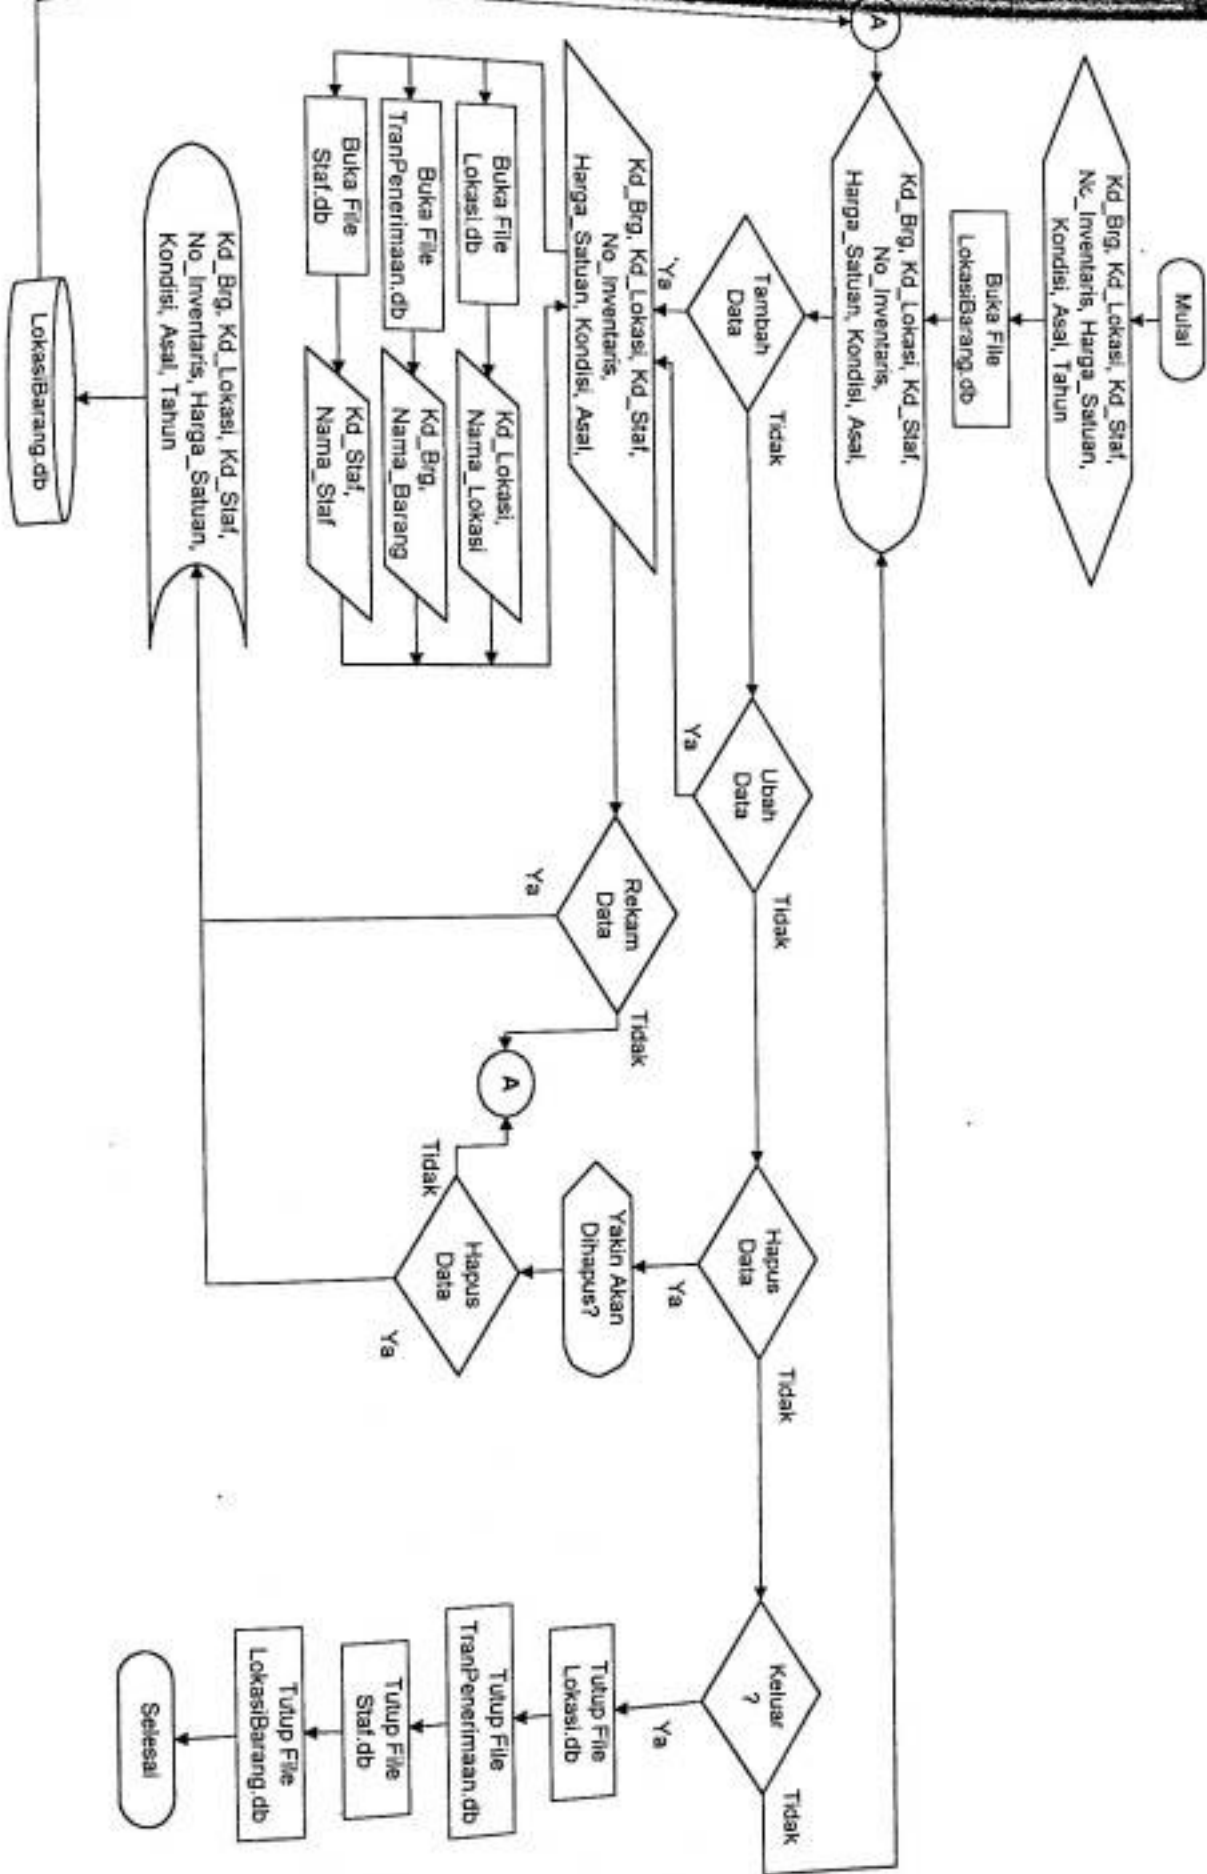 Mulai
Kd_Brg, Kd_Lokasi, Kd_Staf,
No_Inventaris, Harga_Satuan,
Kondisi, Asal, Tahun
Buka File
LokasiBarang.db
A
Kd_Brg, Kd_Lokasi, Kd_Staf,
No_Inventaris,
Harga_Satuan, Kondisi, Asal,
Tambah
Data
Tidak
Ya
Ubah
Data
Tidak
Ya
Hapus
Data
Tidak
Ya
Keluar
?
Tidak
Ya
Kd_Brg, Kd_Lokasi, Kd_Staf,
No_Inventaris,
Harga_Satuan, Kondisi, Asal,
Buka File
Lokasi.db
Kd_Lokasi,
Nama_Lokasi
Buka File
TranPenerimaan.db
Kd_Brg,
Nama_Barang
Buka File
Staf.db
Kd_Staf,
Nama_Staf
Rekam
Data
Tidak
Ya
A
Yakin Akan
Dihapus?
Hapus
Data
Tidak
Ya
Tutup File
Lokasi.db
Tutup File
TranPenerimaan.db
Tutup File
Staf.db
Tutup File
LokasiBarang.db
Selesai
Kd_Brg, Kd_Lokasi, Kd_Staf,
No_Inventaris, Harga_Satuan,
Kondisi, Asal, Tahun
LokasiBarang.db